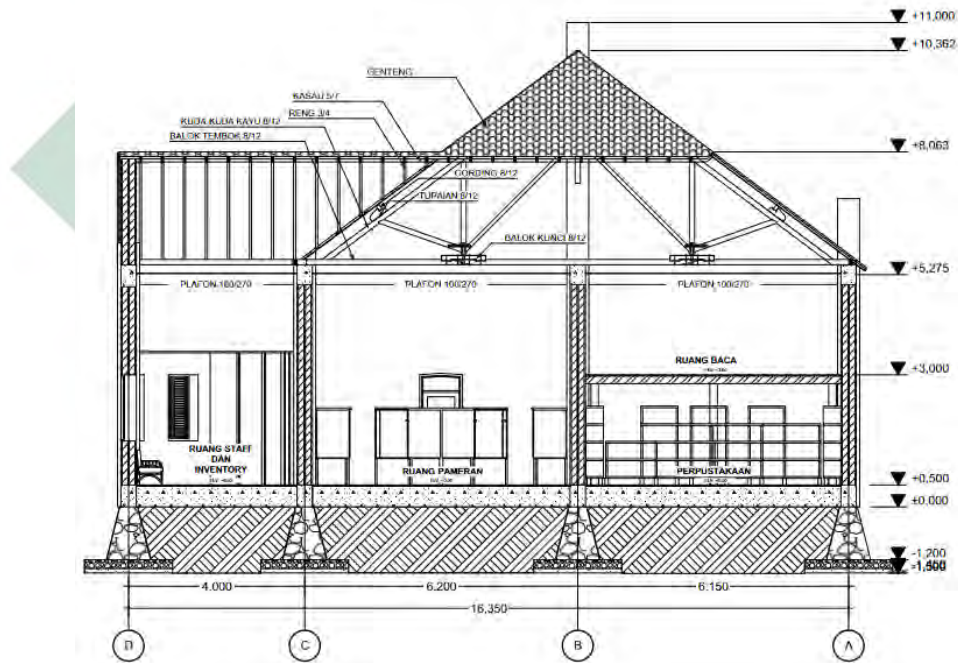 +11,000
+10,362
GENTENG
KASAU 5/7
RENG 3/4
KUDA-KUDA KAYU 8/12
BALOK TEMBOK 8/12
+8,063
GORDING 8/12
TUPAIAN 8/12
BALOK KUNCI 8/12
+5,275
PLAFON 180/270
PLAFON 100/270
PLAFON 100/270
RUANG BACA
+3,000
RUANG STAFF
DAN
INVENTORY
RUANG PAMERAN
PERPUSTAKAAN
+0,500
±0,000
-1,200
4.000
6,200
6.150
16,350
D
C
B
A